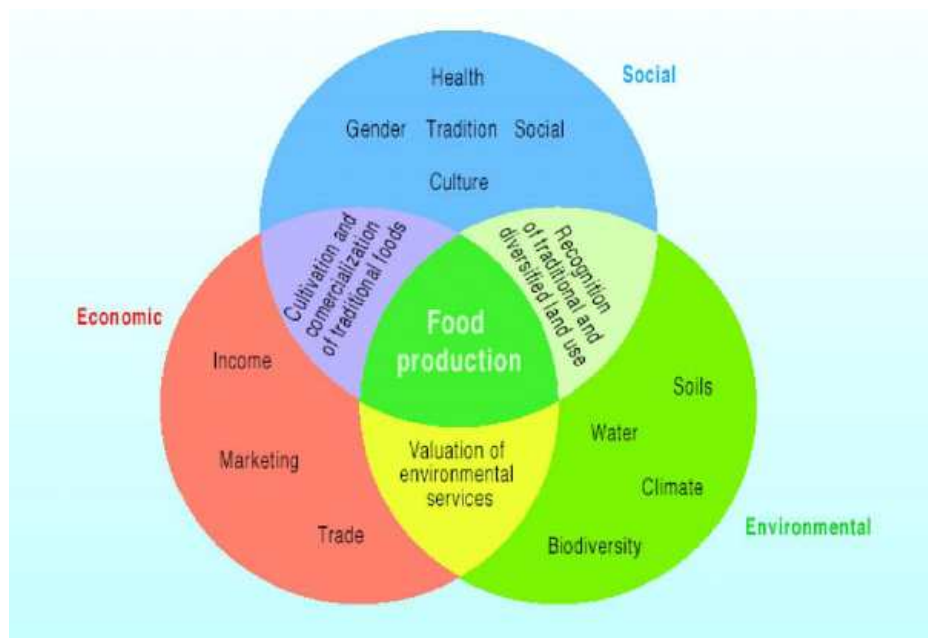 Health
Social
Gender Tradition Social
Culture
Cultivation and
comercialization
of traditional foods
Recognition
of traditional and
diversified land use
Economic
Food
production
Income
Soils
Water
Marketing
Valuation of
environmental
services
Climate
Trade
Biodiversity
Environmental